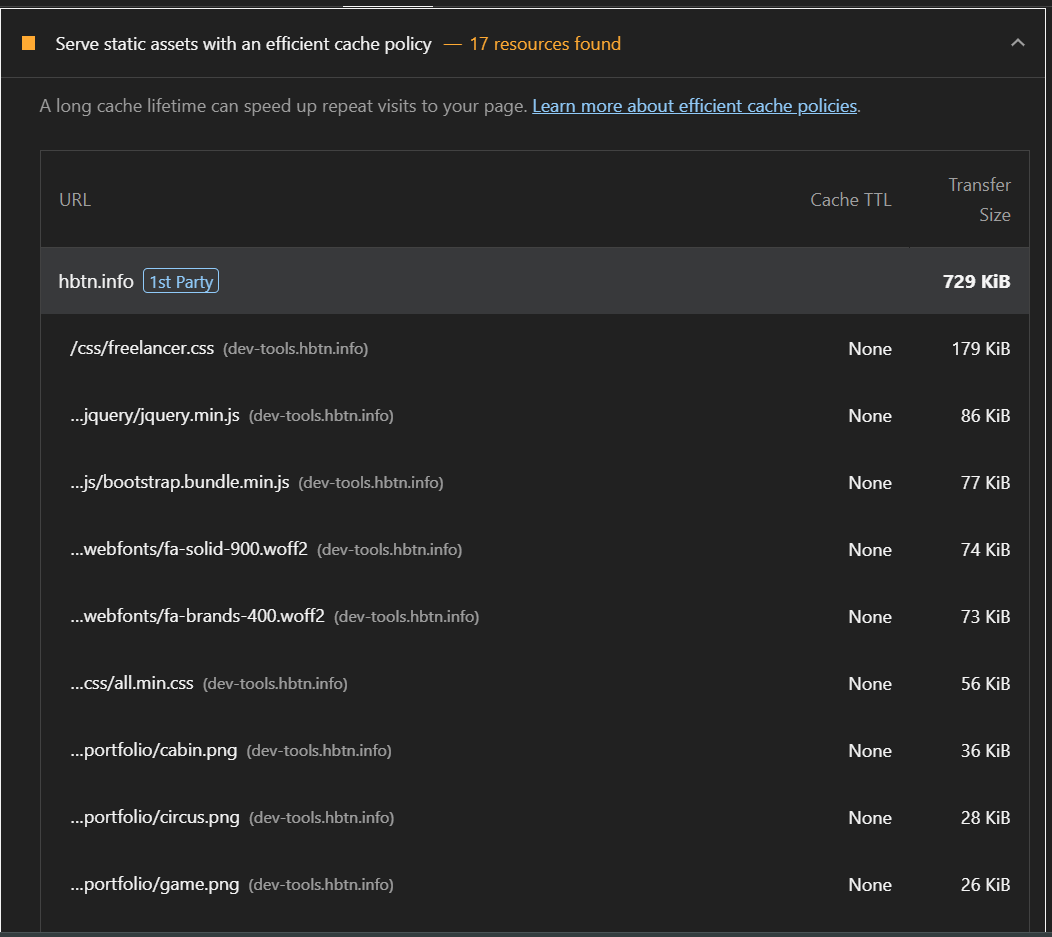 Serve static assets with an efficient cache policy — 17 resources found
A long cache lifetime can speed up repeat visits to your page. Learn more about efficient cache policies.
URL Cache TTL Transfer Size
hbtn.info 1st Party 729 KiB
/css/freelancer.css (dev-tools.hbtn.info) None 179 KiB
...jquery/jquery.min.js (dev-tools.hbtn.info) None 86 KiB
...js/bootstrap.bundle.min.js (dev-tools.hbtn.info) None 77 KiB
...webfonts/fa-solid-900.woff2 (dev-tools.hbtn.info) None 74 KiB
...webfonts/fa-brands-400.woff2 (dev-tools.hbtn.info) None 73 KiB
...css/all.min.css (dev-tools.hbtn.info) None 56 KiB
...portfolio/cabin.png (dev-tools.hbtn.info) None 36 KiB
...portfolio/circus.png (dev-tools.hbtn.info) None 28 KiB
...portfolio/game.png (dev-tools.hbtn.info) None 26 KiB